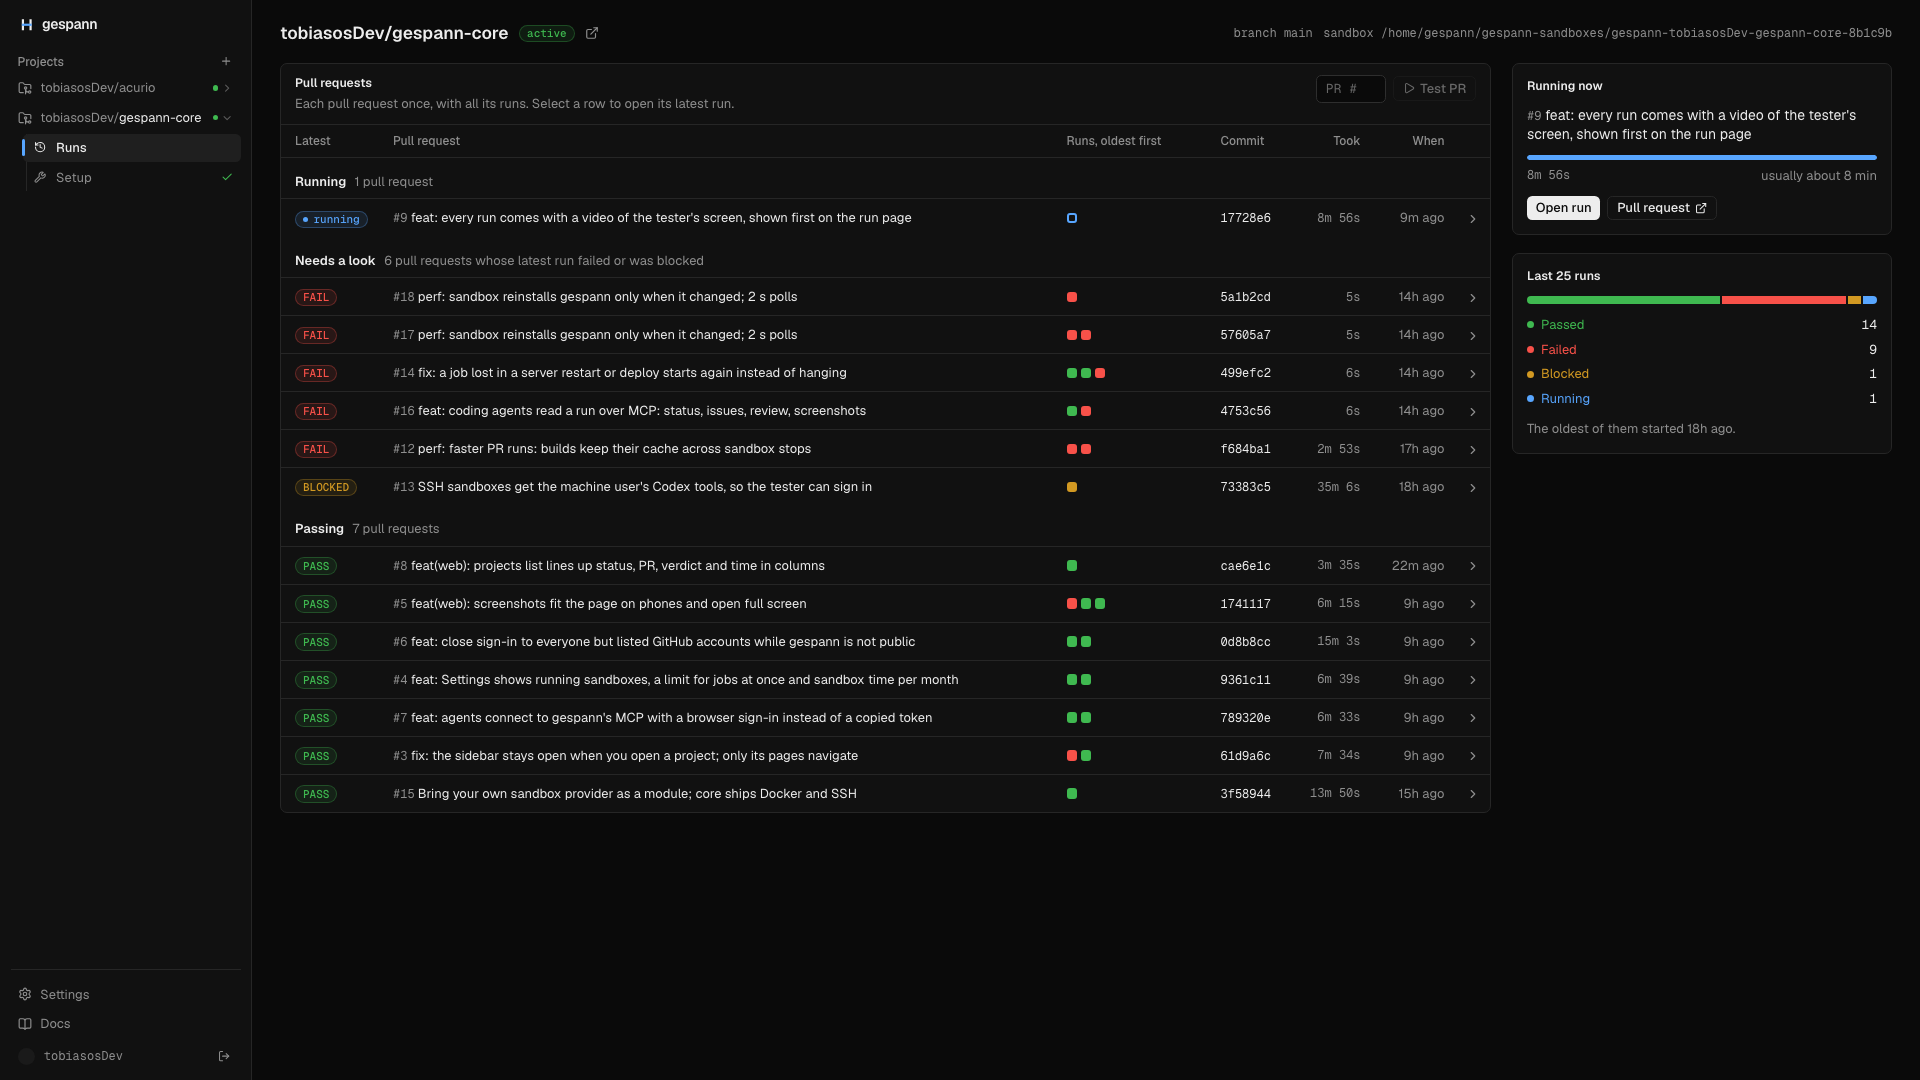 gespann
Projects
tobiasosDev/acurio
tobiasosDev/gespann-core
Runs
Setup
Settings
Docs
tobiasosDev
tobiasosDev/gespann-core active
branch main sandbox /home/gespann/gespann-sandboxes/gespann-tobiasosDev-gespann-core-8b1c9b
Pull requests
Each pull request once, with all its runs. Select a row to open its latest run.
PR # Test PR
Latest Pull request Runs, oldest first Commit Took When
Running 1 pull request
running #9 feat: every run comes with a video of the tester's screen, shown first on the run page 17728e6 8m 56s 9m ago
Needs a look 6 pull requests whose latest run failed or was blocked
FAIL #18 perf: sandbox reinstalls gespann only when it changed; 2 s polls 5a1b2cd 5s 14h ago
FAIL #17 perf: sandbox reinstalls gespann only when it changed; 2 s polls 57605a7 5s 14h ago
FAIL #14 fix: a job lost in a server restart or deploy starts again instead of hanging 499efc2 6s 14h ago
FAIL #16 feat: coding agents read a run over MCP: status, issues, review, screenshots 4753c56 6s 14h ago
FAIL #12 perf: faster PR runs: builds keep their cache across sandbox stops f684ba1 2m 53s 17h ago
BLOCKED #13 SSH sandboxes get the machine user's Codex tools, so the tester can sign in 73383c5 35m 6s 18h ago
Passing 7 pull requests
PASS #8 feat(web): projects list lines up status, PR, verdict and time in columns cae6e1c 3m 35s 22m ago
PASS #5 feat(web): screenshots fit the page on phones and open full screen 1741117 6m 15s 9h ago
PASS #6 feat: close sign-in to everyone but listed GitHub accounts while gespann is not public 0d8b8cc 15m 3s 9h ago
PASS #4 feat: Settings shows running sandboxes, a limit for jobs at once and sandbox time per month 9361c11 6m 39s 9h ago
PASS #7 feat: agents connect to gespann's MCP with a browser sign-in instead of a copied token 789320e 6m 33s 9h ago
PASS #3 fix: the sidebar stays open when you open a project; only its pages navigate 61d9a6c 7m 34s 9h ago
PASS #15 Bring your own sandbox provider as a module; core ships Docker and SSH 3f58944 13m 50s 15h ago
Running now
#9 feat: every run comes with a video of the tester's
screen, shown first on the run page
8m 56s usually about 8 min
Open run Pull request
Last 25 runs
Passed 14
Failed 9
Blocked 1
Running 1
The oldest of them started 18h ago.